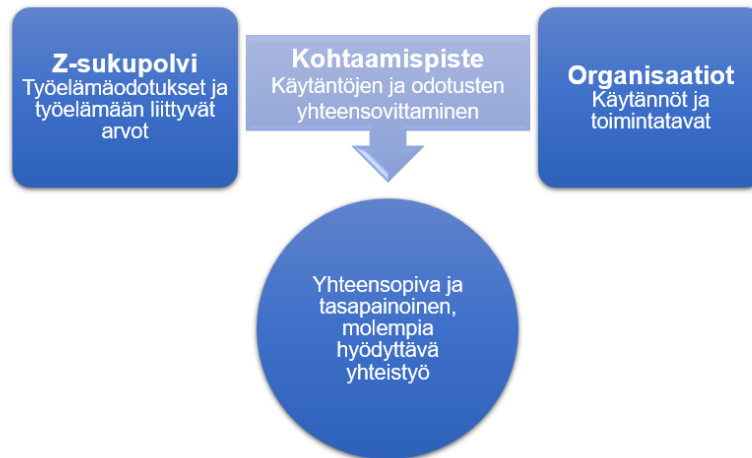 Z-sukupolvi
Työelämäodotukset ja
työelämään liittyvät
arvot
Kohtaamispiste
Käytäntöjen ja odotusten
yhteensovittaminen
Organisaatiot
Käytännöt ja
toimintatavat
Yhteensopiva ja
tasapainoinen,
molempia
hyödyttävä
yhteistyö